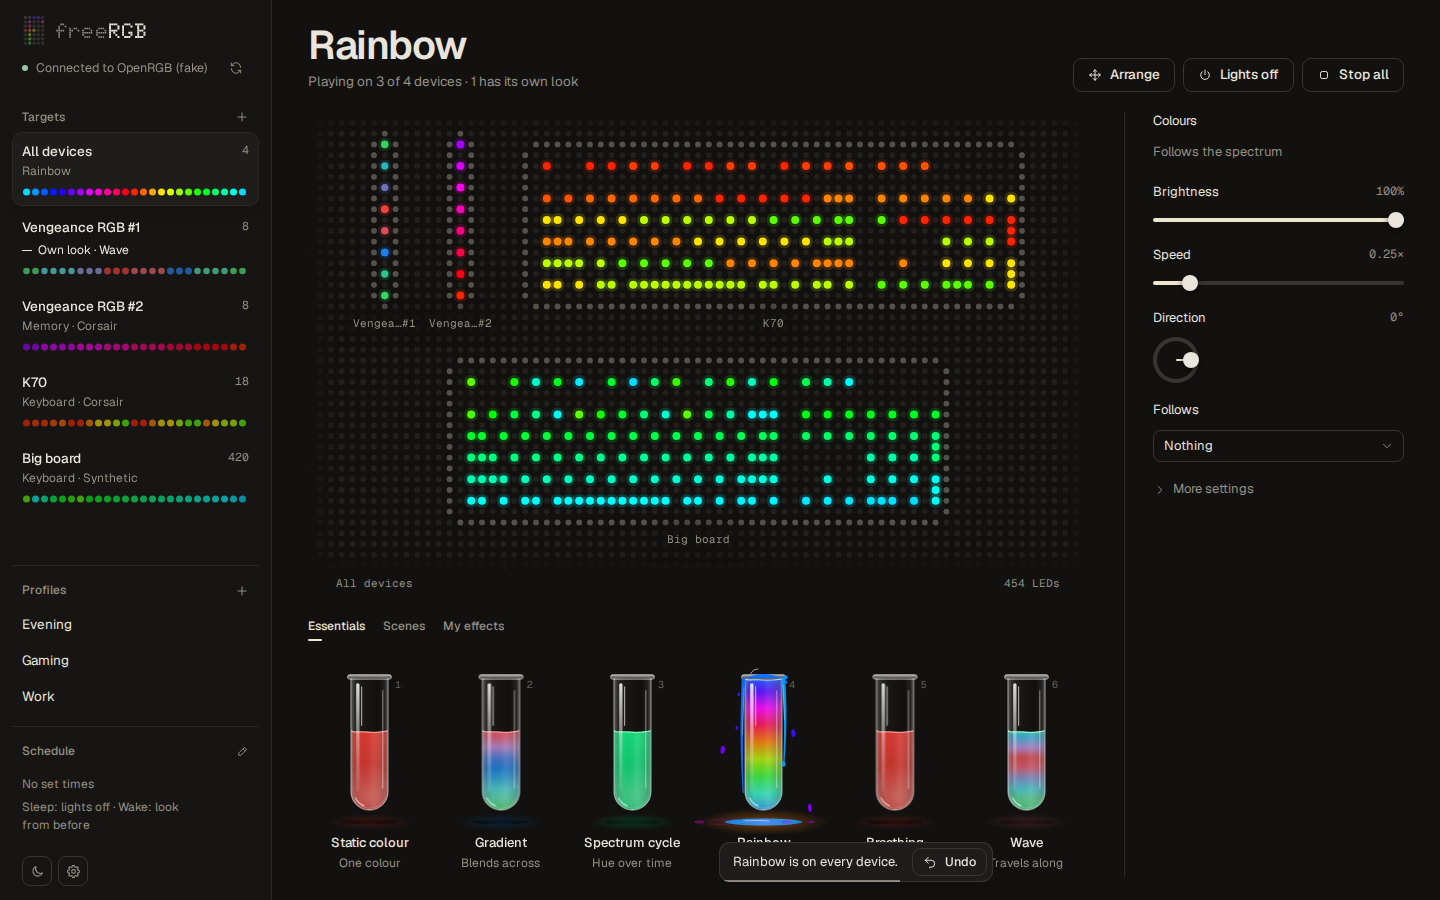 freeRGB
Connected to OpenRGB (fake)
Targets
All devices 4
Rainbow
Vengeance RGB #1 8
Own look · Wave
Vengeance RGB #2 8
Memory · Corsair
K70 18
Keyboard · Corsair
Big board 420
Keyboard · Synthetic
Profiles
Evening
Gaming
Work
Schedule
No set times
Sleep: lights off · Wake: look
from before
Rainbow
Playing on 3 of 4 devices · 1 has its own look
Arrange
Lights off
Stop all
Vengea…#1
Vengea…#2
K70
Big board
All devices
454 LEDs
Essentials
Scenes
My effects
1
2
3
4
5
6
Static colour
One colour
Gradient
Blends across
Spectrum cycle
Hue over time
Rainbow
Breathing
Wave
Travels along
Rainbow is on every device.
Undo
Colours
Follows the spectrum
Brightness 100%
Speed 0.25×
Direction 0°
Follows
Nothing
More settings